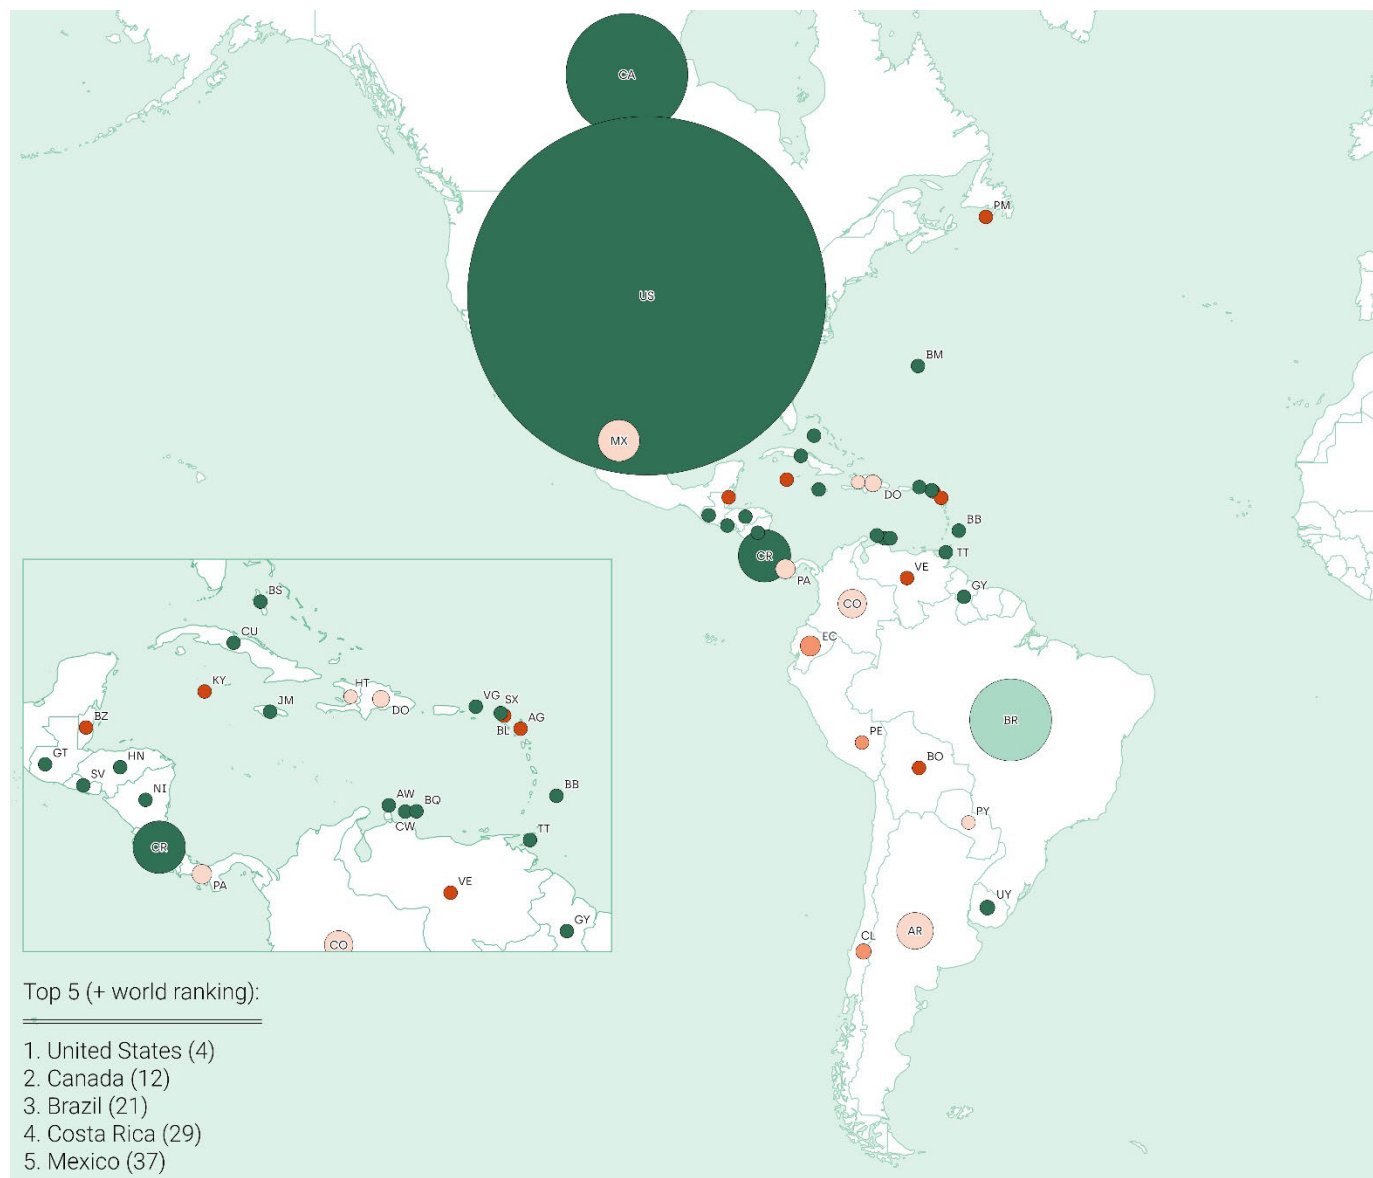 CA
PM
US
BM
MX
DO
BB
CR
TT
PA
VE
GY
CO
EC
BR
PE
BO
PY
UY
AR
CL
BS
CU
HT
KY
DO
VG
SX
JM
BL
AG
BZ
GT
HN
SV
NI
AW
BQ
BB
CW
TT
CR
PA
VE
GY
CO
Top 5 (+ world ranking):
1. United States (4)
2. Canada (12)
3. Brazil (21)
4. Costa Rica (29)
5. Mexico (37)